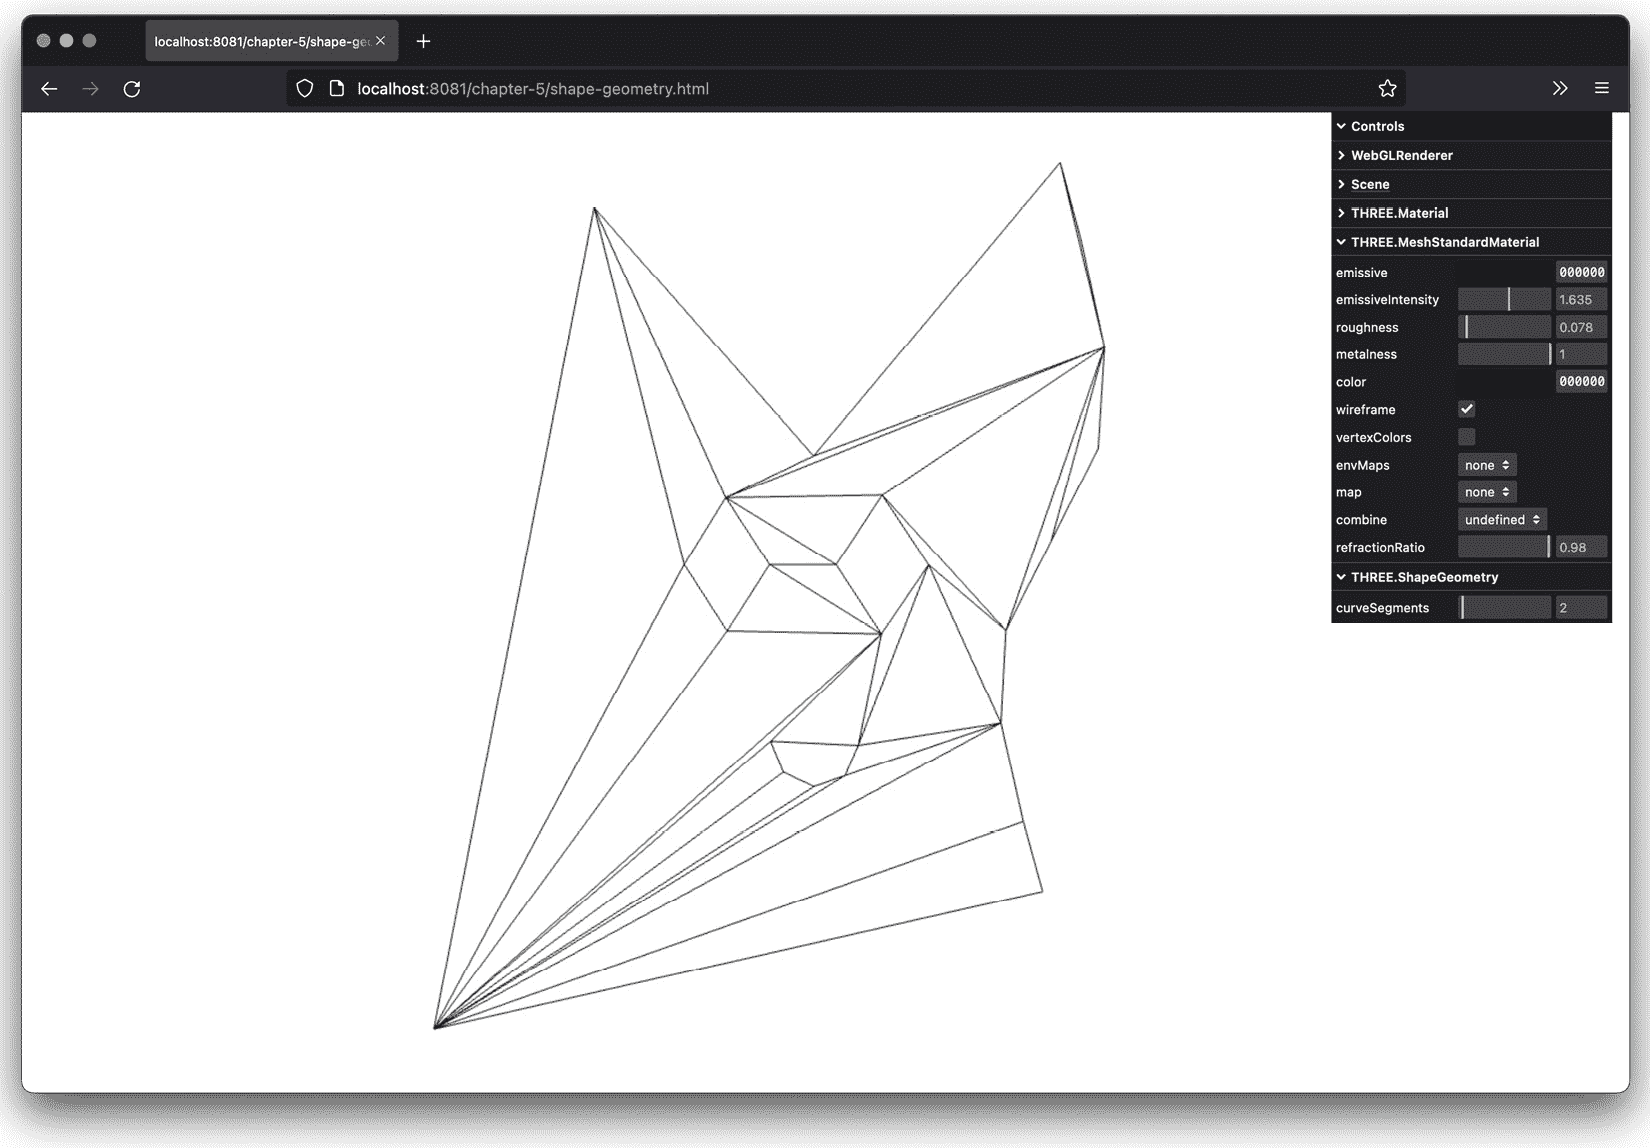 localhost:8081/chapter-5/shape-ge
localhost:8081/chapter-5/shape-geometry.html
Controls
WebGLRenderer
Scene
THREE.Material
THREE.MeshStandardMaterial
emissive 000000
emissiveIntensity 1.635
roughness 0.078
metalness 1
color 000000
wireframe
vertexColors
envMaps none
map none
combine undefined
refractionRatio 0.98
THREE.ShapeGeometry
curveSegments 2